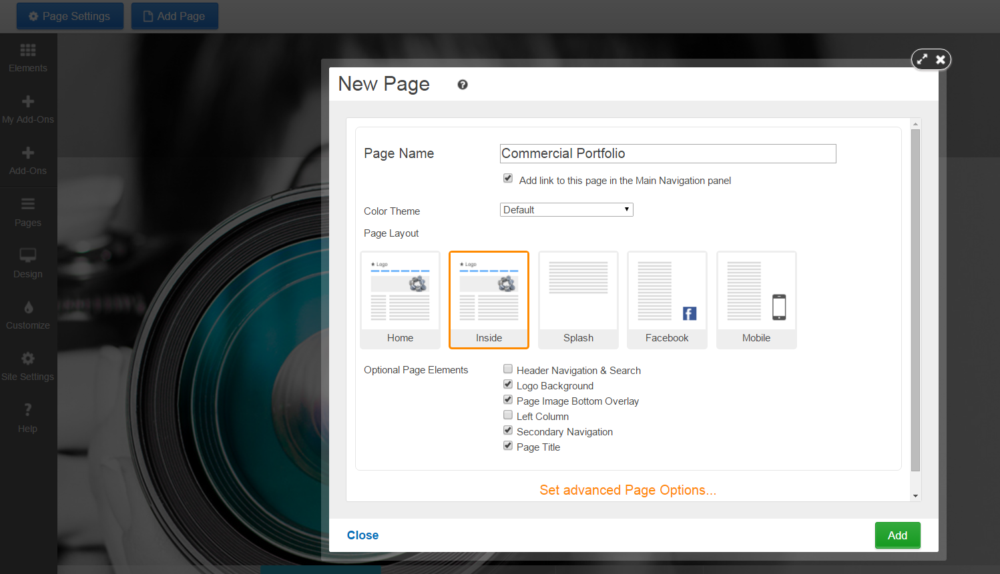 Page Settings
Add Page
Elements
My Add-Ons
Add-Ons
Pages
Design
Customize
Site Settings
?
Help
New Page
?
Page Name
Commercial Portfolio
Add link to this page in the Main Navigation panel
Color Theme
Default
Page Layout
Logo
Logo
f
Home
Inside
Splash
Facebook
Mobile
Optional Page Elements
Header Navigation & Search
Logo Background
Page Image Bottom Overlay
Left Column
Secondary Navigation
Page Title
Set advanced Page Options...
Close
Add